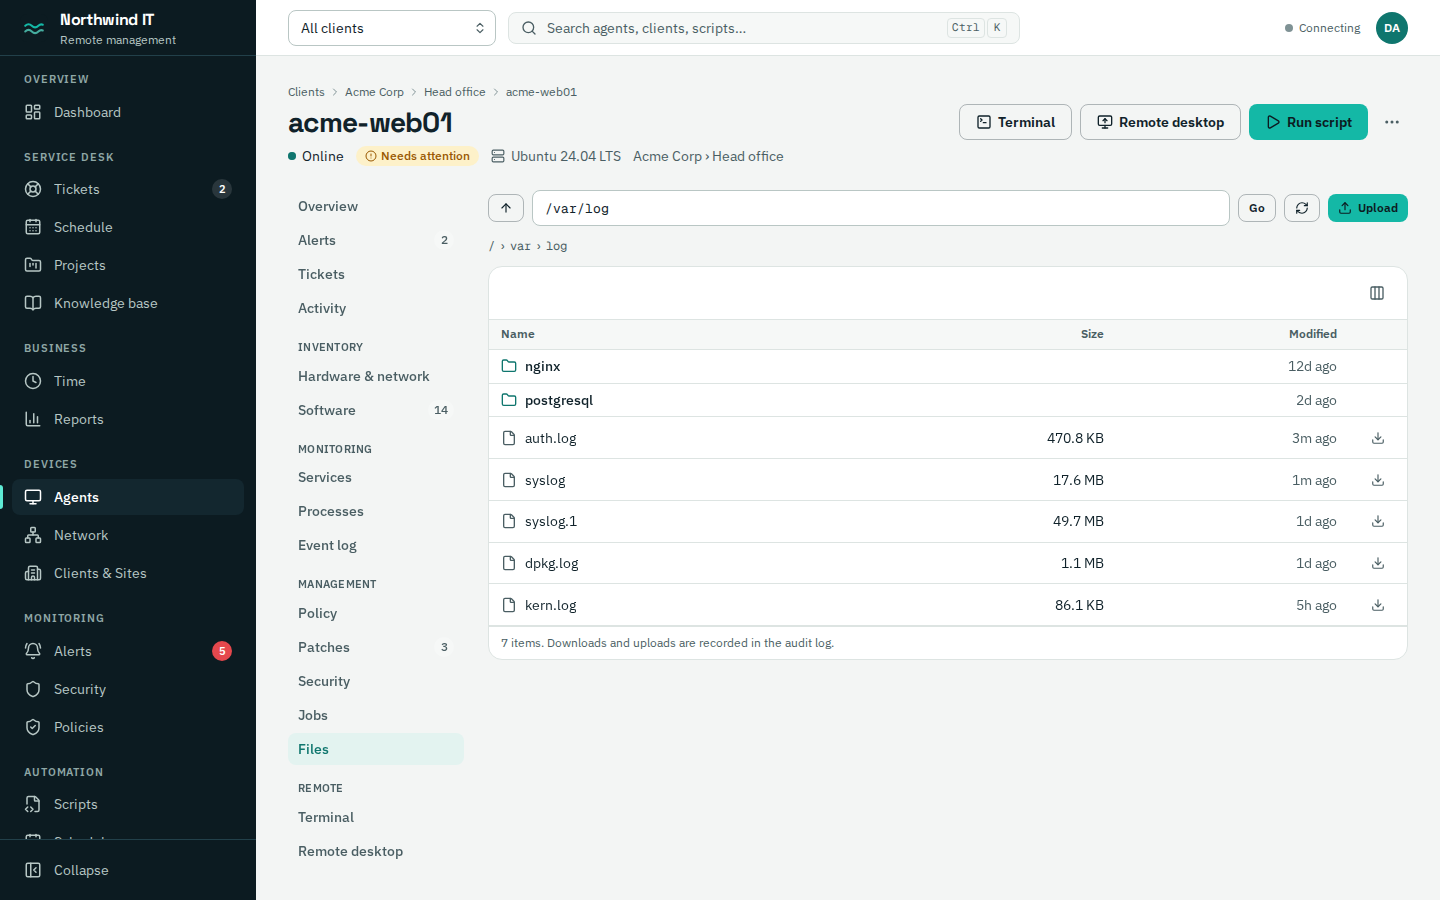 Northwind IT
Remote management
OVERVIEW
Dashboard
SERVICE DESK
Tickets 2
Schedule
Projects
Knowledge base
BUSINESS
Time
Reports
DEVICES
Agents
Network
Clients & Sites
MONITORING
Alerts 5
Security
Policies
AUTOMATION
Scripts
Collapse
All clients
Search agents, clients, scripts... Ctrl K
Connecting DA
Clients > Acme Corp > Head office > acme-web01
acme-web01
Terminal Remote desktop Run script
Online Needs attention Ubuntu 24.04 LTS Acme Corp › Head office
Overview
Alerts 2
Tickets
Activity
INVENTORY
Hardware & network
Software 14
MONITORING
Services
Processes
Event log
MANAGEMENT
Policy
Patches 3
Security
Jobs
Files
REMOTE
Terminal
Remote desktop
/var/log Go Upload
/ › var › log
Name Size Modified
nginx 12d ago
postgresql 2d ago
auth.log 470.8 KB 3m ago
syslog 17.6 MB 1m ago
syslog.1 49.7 MB 1d ago
dpkg.log 1.1 MB 1d ago
kern.log 86.1 KB 5h ago
7 items. Downloads and uploads are recorded in the audit log.